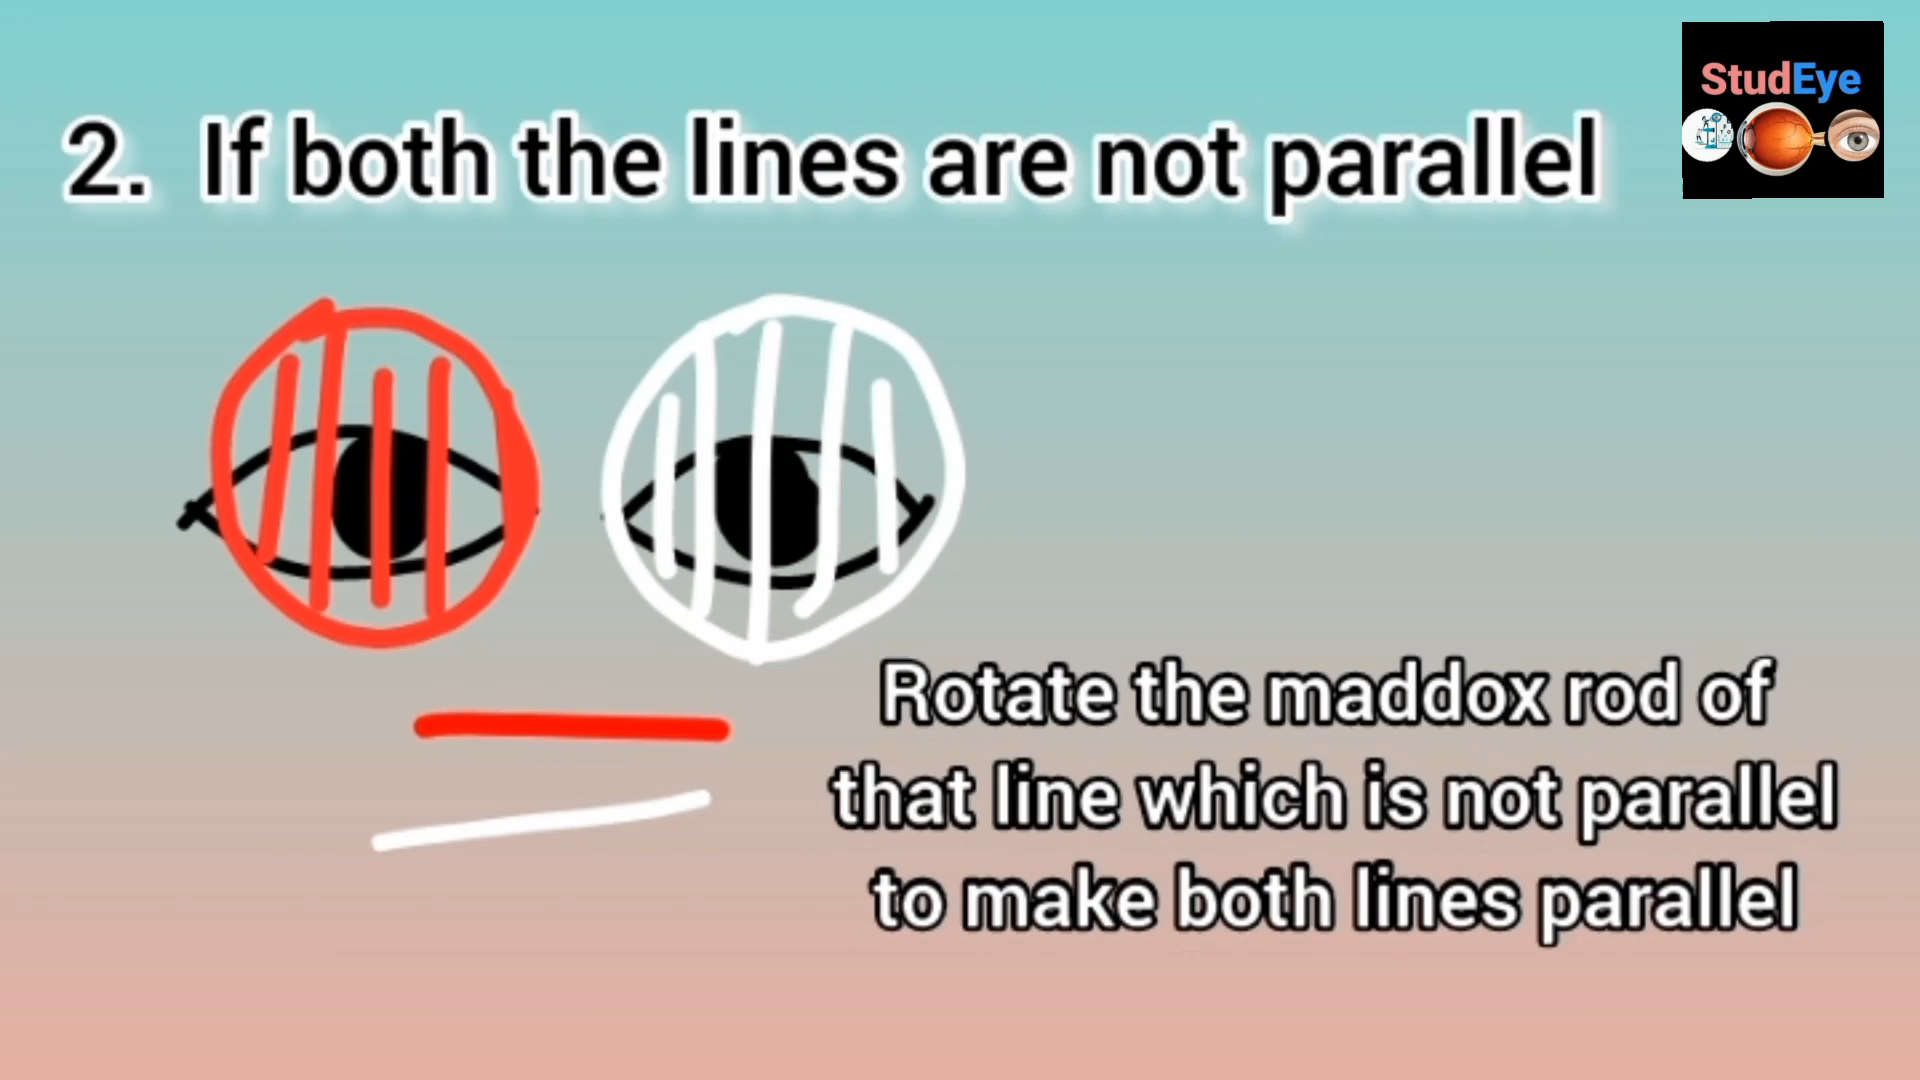 StudEye
2. If both the lines are not parallel
Rotate the maddox rod of
that line which is not parallel
to make both lines parallel